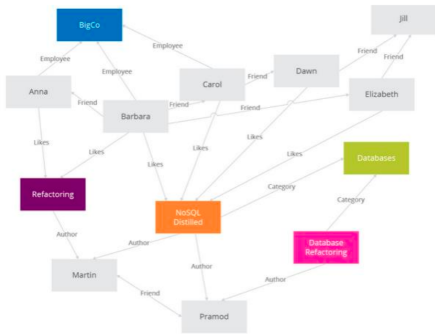 Jill
BigCo
Employee
Friend
Dawn
Friend
Employee
Carol
Friend
Anna
Friend
Friend
Friend
Elizabeth
Barbara
Likes
Likes
Likes
Likes
Likes
Databases
Refactoring
Category
Category
NoSQL
Distilled
Database
Refactoring
Author
Author
Author
Author
Martin
Friend
Pramod